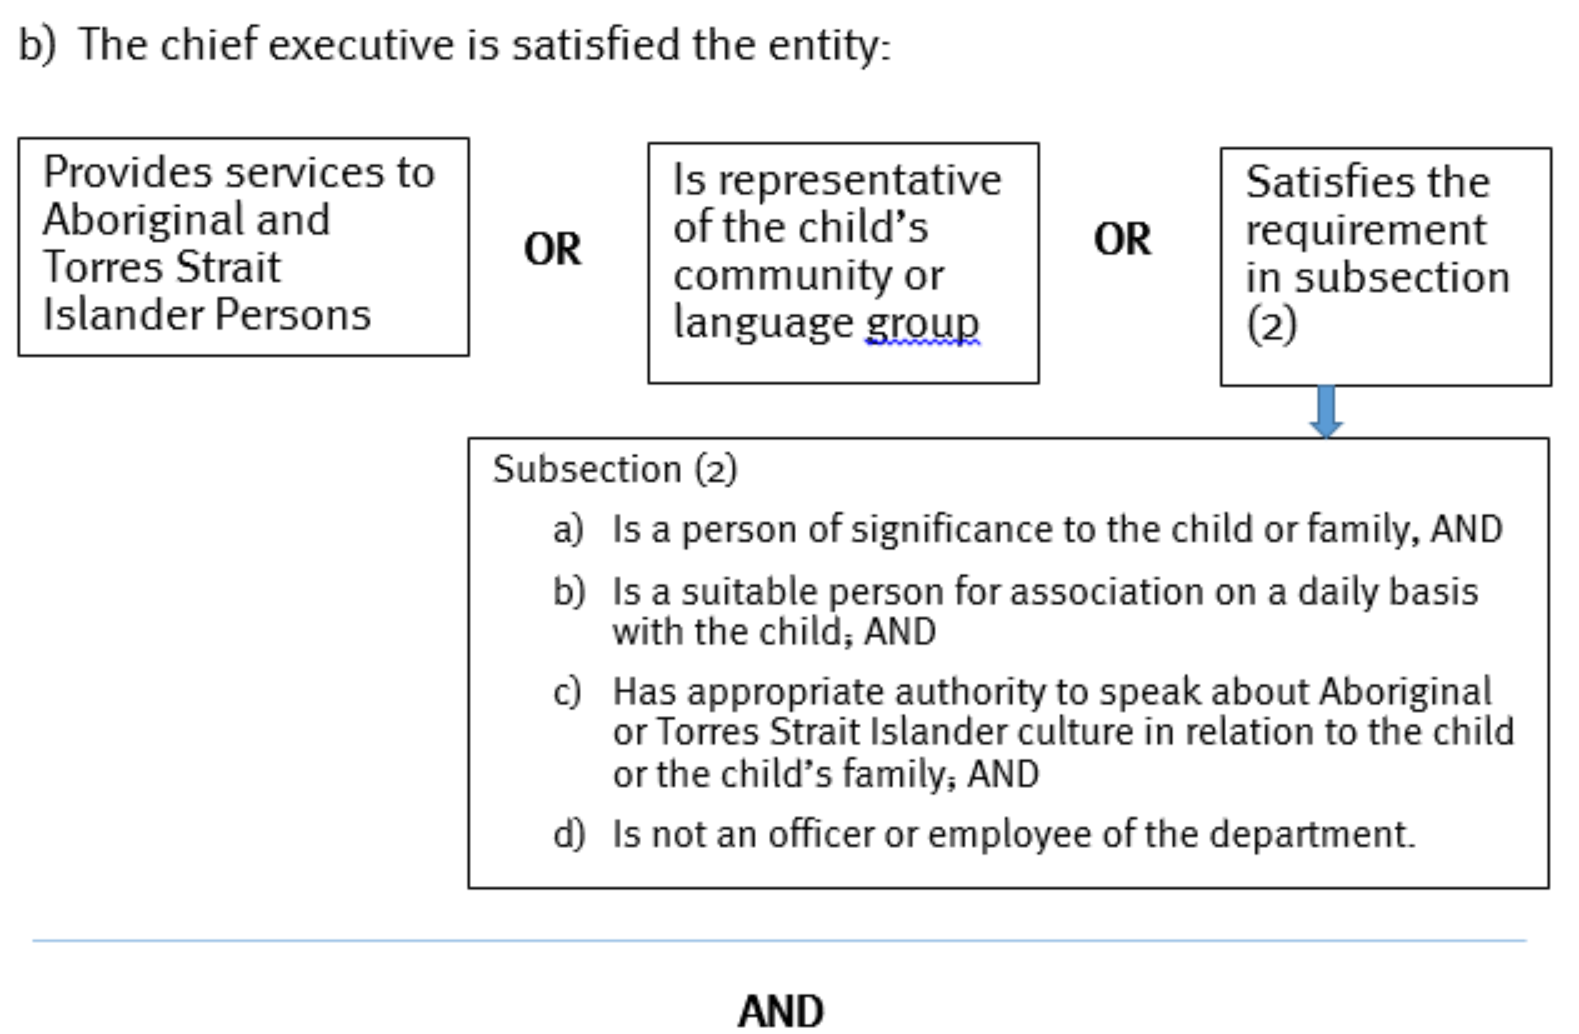 b) The chief executive is satisfied the entity:
Provides services to
Aboriginal and
Torres Strait
Islander Persons
OR
Is representative
of the child’s
community or
language group
OR
Satisfies the
requirement
in subsection
(2)
Subsection (2)
a) Is a person of significance to the child or family, AND
b) Is a suitable person for association on a daily basis
with the child; AND
c) Has appropriate authority to speak about Aboriginal
or Torres Strait Islander culture in relation to the child
or the child’s family; AND
d) Is not an officer or employee of the department.
AND